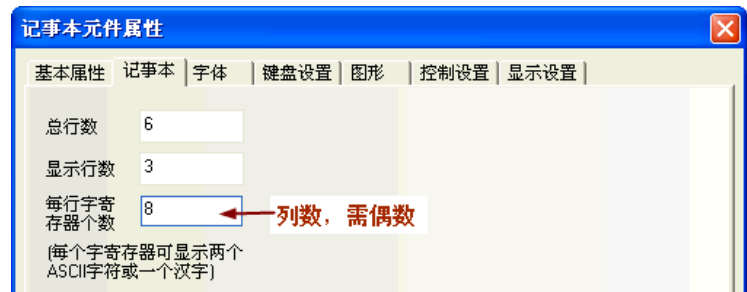 记事本元件属性
基本属性 记事本 字体 键盘设置 图形 控制设置 显示设置
总行数 6
显示行数 3
每行字寄
存器个数 8
列数，需偶数
(每个字寄存器可显示两个
ASCII字符或一个汉字)